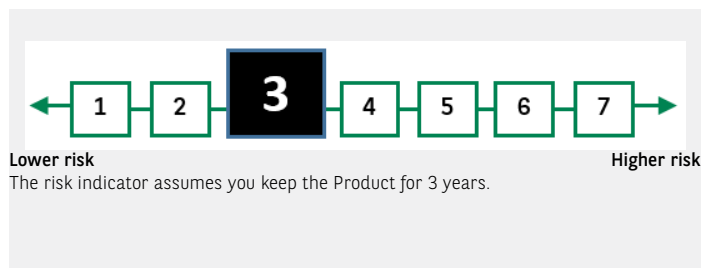 1 2 3 4 5 6 7
Lower risk Higher risk
The risk indicator assumes you keep the Product for 3 years.